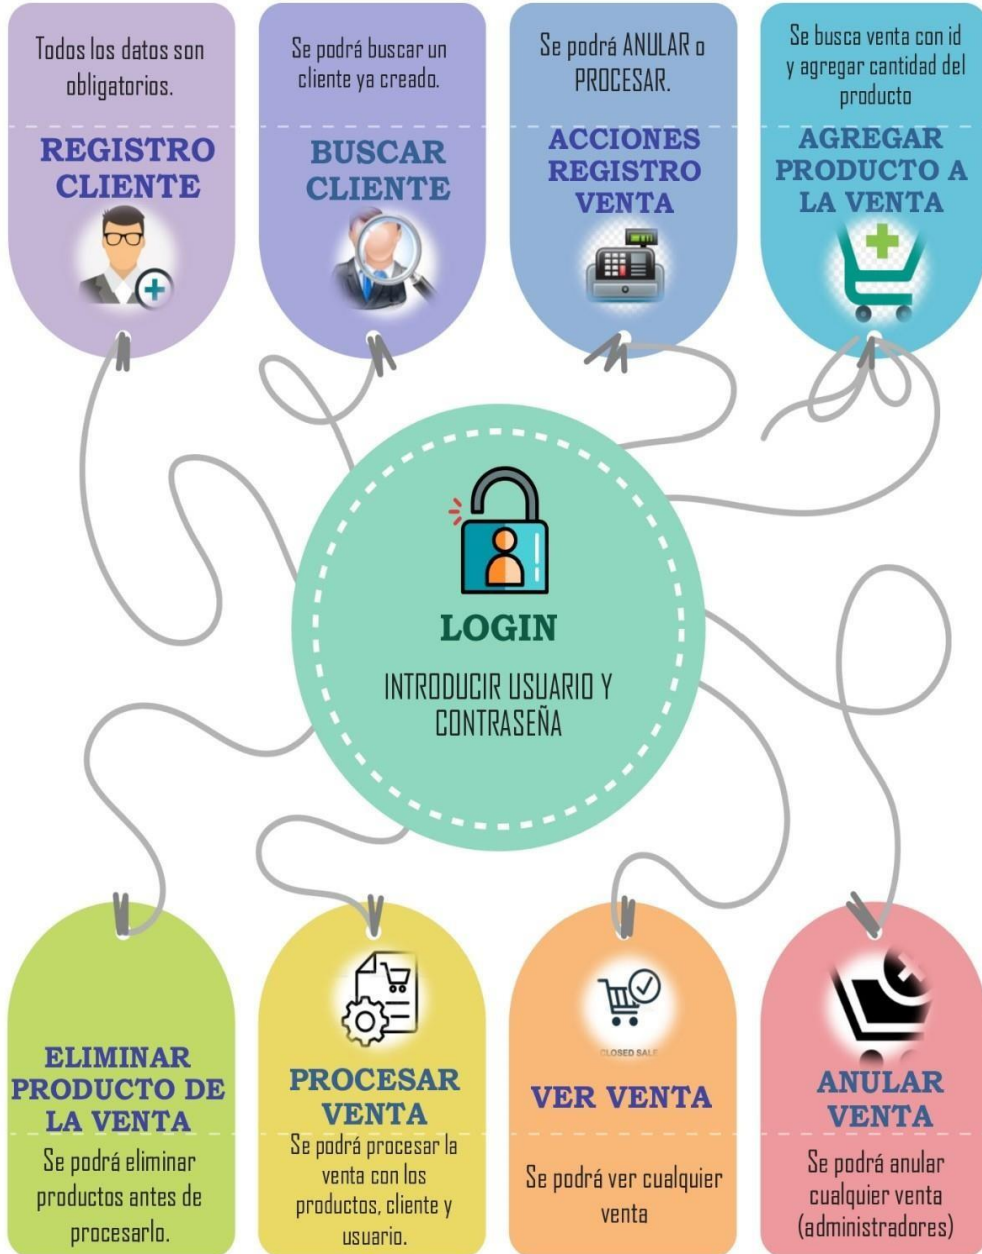 Todos los datos son
obligatorios.
REGISTRO
CLIENTE
Se podrá buscar un
cliente ya creado.
BUSCAR
CLIENTE
Se podrá ANULAR o
PROCESAR.
ACCIONES
REGISTRO
VENTA
Se busca venta con id
y agregar cantidad del
producto
AGREGAR
PRODUCTO A
LA VENTA
LOGIN
INTRODUCIR USUARIO Y
CONTRASEÑA
ELIMINAR
PRODUCTO DE
LA VENTA
Se podrá eliminar
productos antes de
procesarlo.
PROCESAR
VENTA
Se podrá procesar la
venta con los
productos, cliente y
usuario.
CLOSED SALE
VER VENTA
Se podrá ver cualquier
venta
ANULAR
VENTA
Se podrá anular
cualquier venta
(administradores)